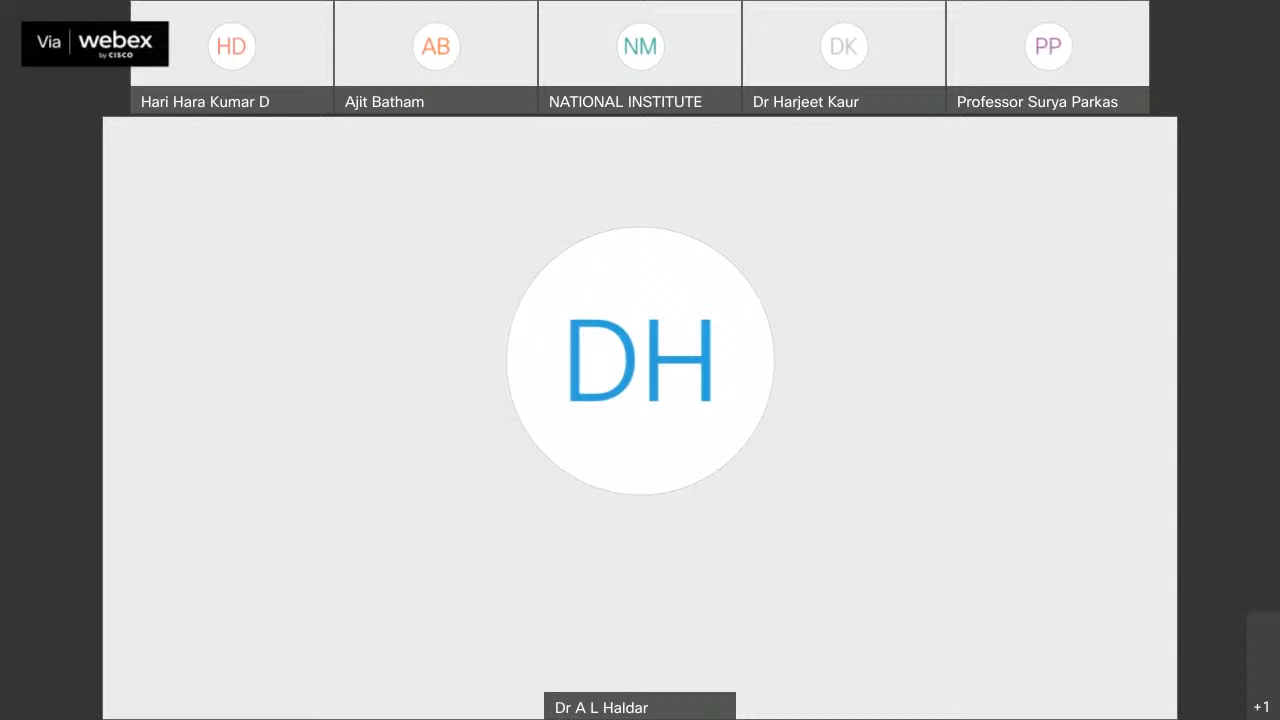 Via webex
by CISCO
HD
AB
NM
DK
PP
Hari Hara Kumar D
Ajit Batham
NATIONAL INSTITUTE
Dr Harjeet Kaur
Professor Surya Parkas
DH
Dr A L Haldar
+1